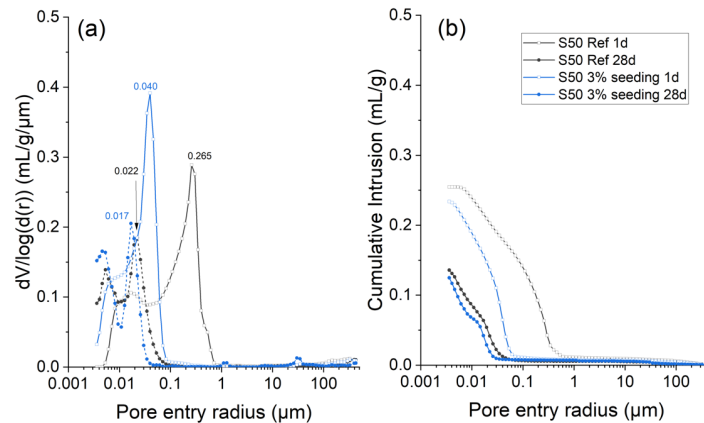 (a)
0.5
0.4
0.3
0.2
0.1
0.0
dV/log(d(r)) (mL/g/µm)
0.040
0.265
0.022
0.017
0.001 0.01 0.1 1 10 100
Pore entry radius (µm)
(b)
S50 Ref 1d
S50 Ref 28d
S50 3% seeding 1d
S50 3% seeding 28d
0.5
0.4
0.3
0.2
0.1
0.0
Cumulative Intrusion (mL/g)
0.001 0.01 0.1 1 10 100
Pore entry radius (µm)